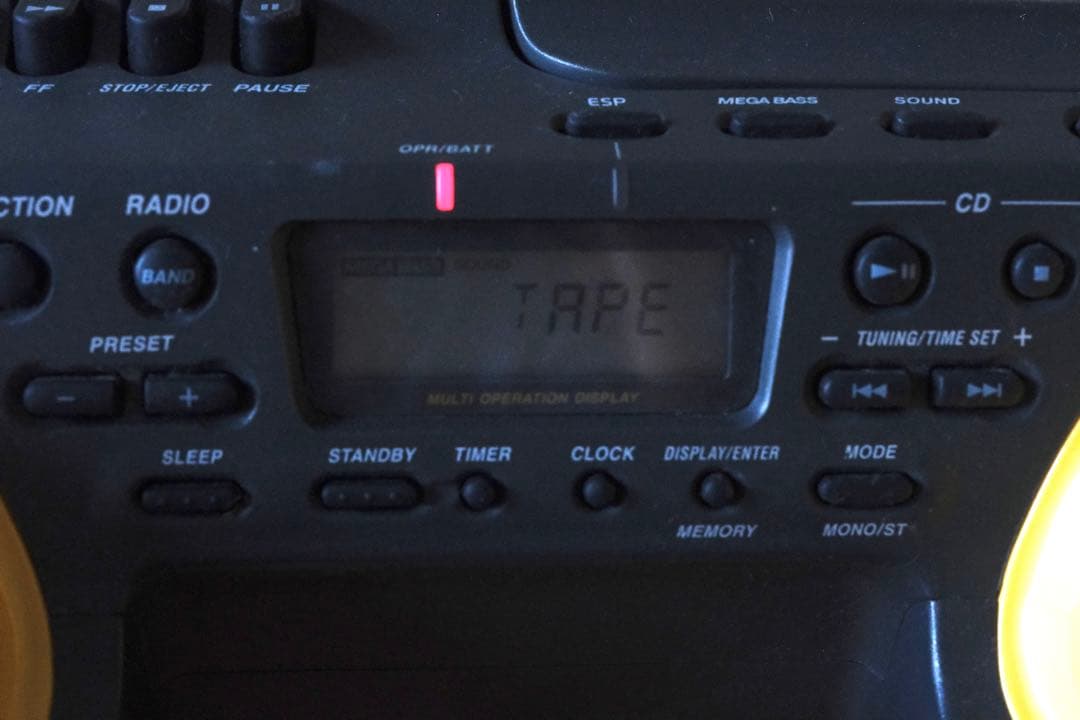 FF STOP/EJECT PAUSE
ESP MEGA BASS SOUND
OPR/BATT
CTION RADIO CD
BAND
MEGA BASS SOUND
TAPE
PRESET - TUNING/TIME SET +
- +
MULTI OPERATION DISPLAY
SLEEP STANDBY TIMER CLOCK DISPLAY/ENTER MODE
MEMORY MONO/ST